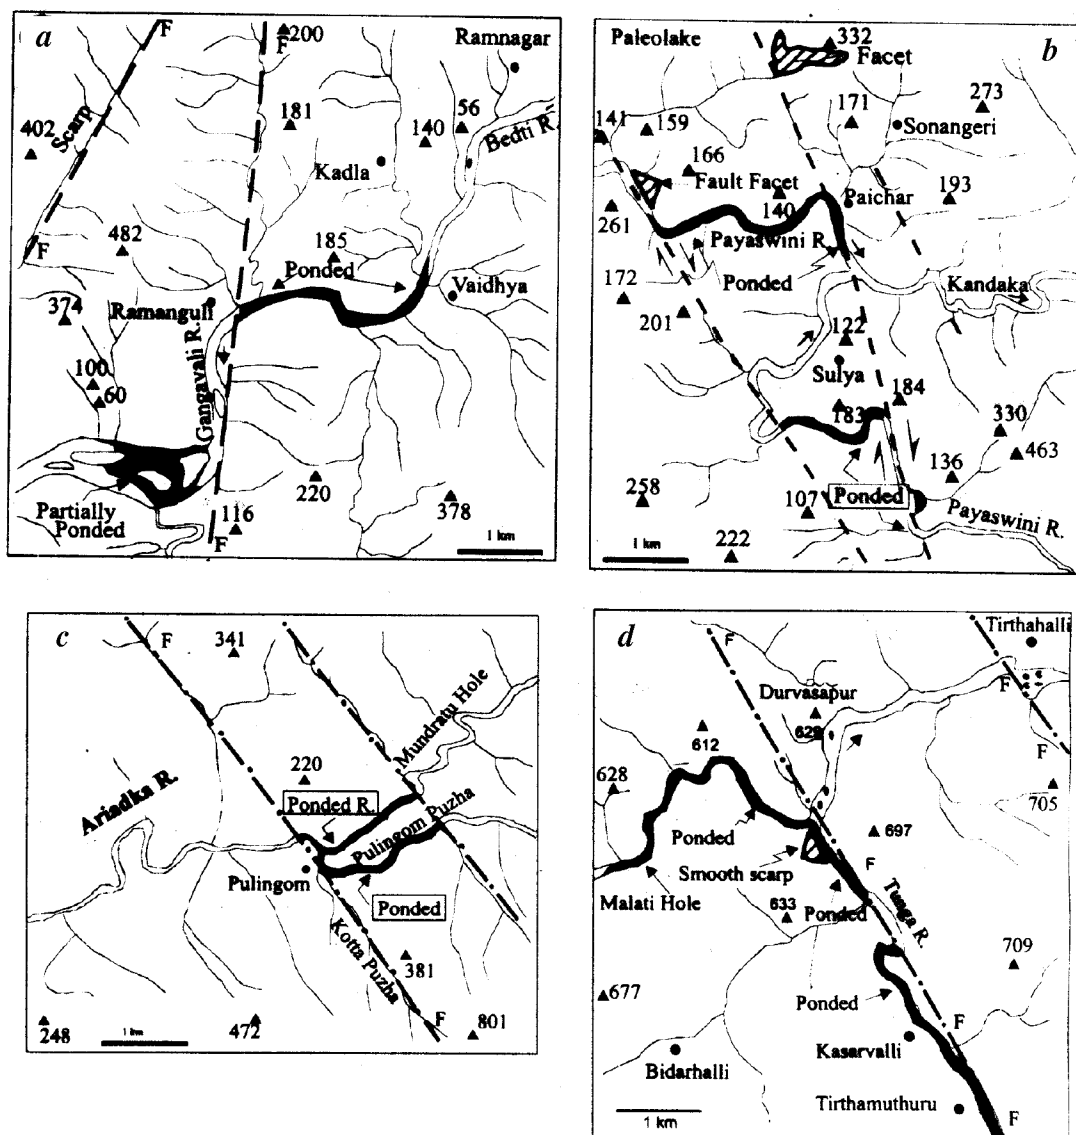 a
F
F
200
Ramnagar
Scarp
402
181
56
140
Bedti R.
Kadla
F
482
185
Ponded
Vaidhya
374
Ramanguli
100
60
Gangavali R.
Partially
Ponded
116
F
220
378
1 km
b
Paleolake
332
Facet
141
159
171
273
Sonangeri
166
Fault Facet
140
Paichar
193
261
Payaswini R.
Ponded
172
201
Kandaka
122
Sulya
183
184
330
463
258
107
Ponded
136
Payaswini R.
222
1 km
c
F
341
Mundratu Hole
220
Ariadka R.
Ponded R.
Pulingom Puzha
Pulingom
Ponded
Kotta Puzha
381
F
248
472
801
1 km
d
F
Tirthahalli
Durvasapur
F
629
612
F
628
705
Ponded
697
Smooth scarp
F
Malati Hole
633
Ponded
Tunga R.
709
677
Ponded
F
Kasarvalli
Bidarhalli
Tirthamuthuru
F
1 km